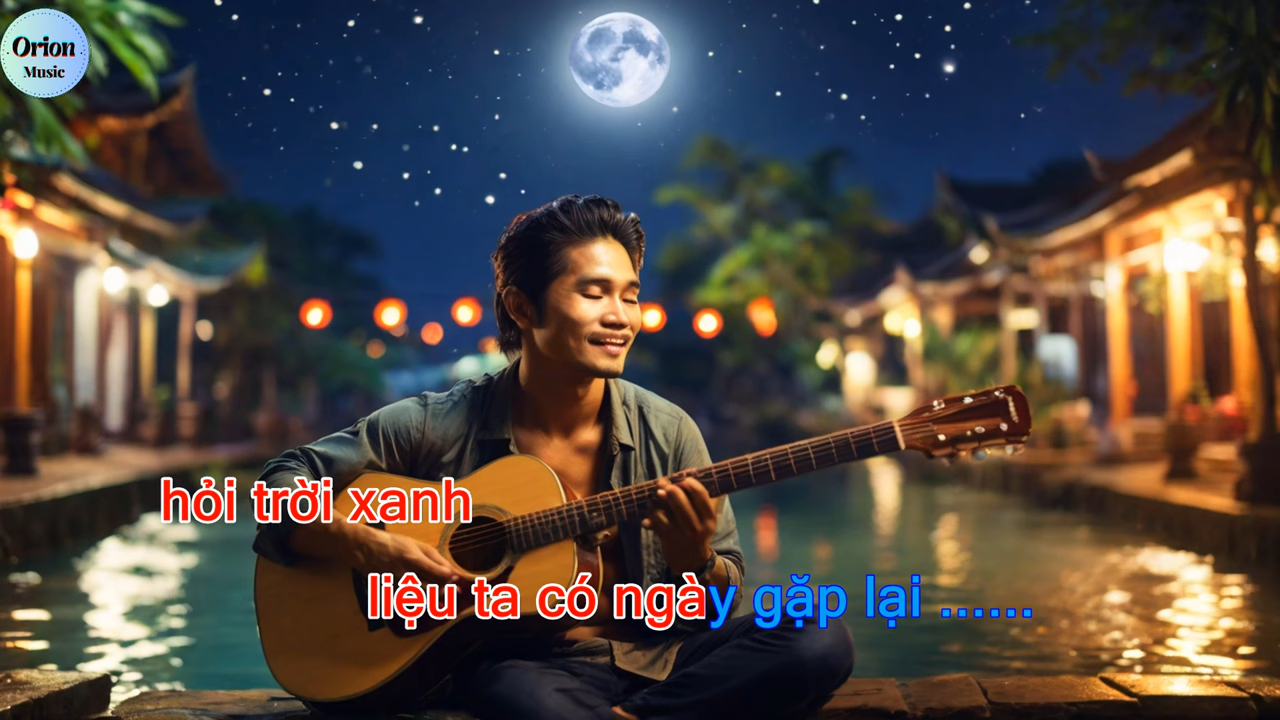 Orion
Music
hỏi trời xanh
liệu ta có ngày gặp lại ......